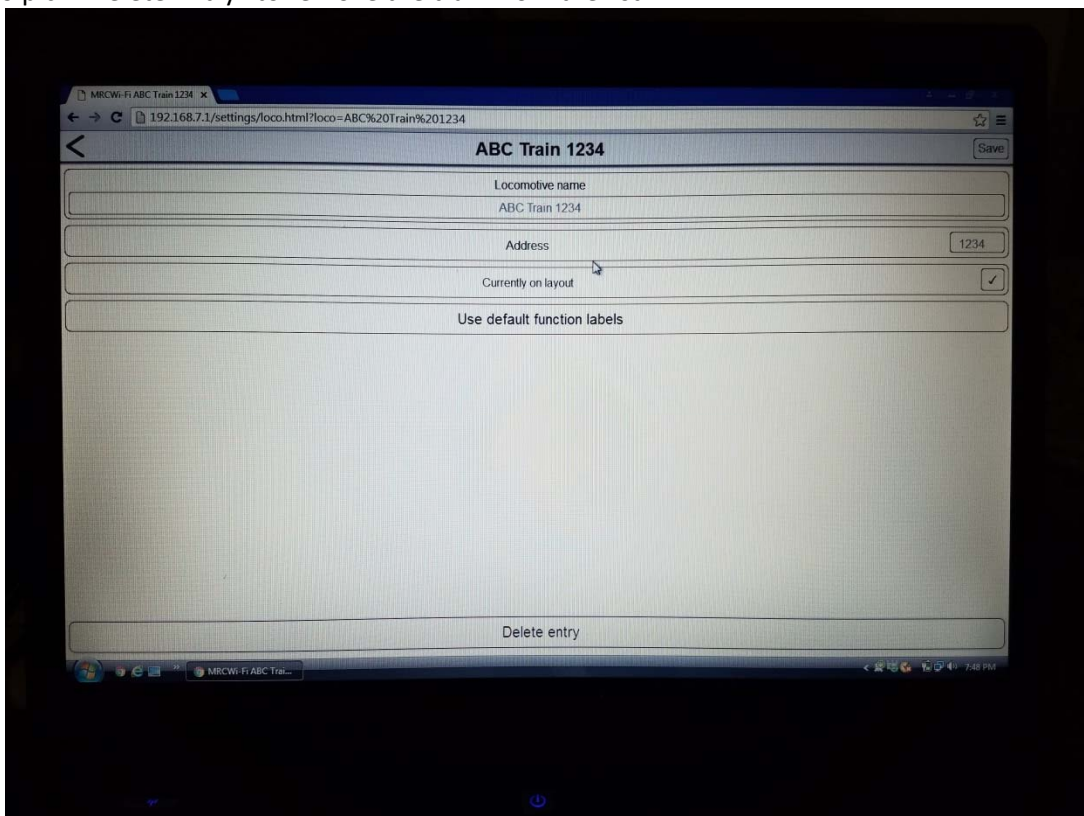 MRCWi-Fi ABC Train 1234 x
192.168.7.1/settings/loco.html?loco=ABC%20Train%201234
ABC Train 1234
Save
Locomotive name
ABC Train 1234
Address
1234
Currently on layout
Use default function labels
Delete entry
MRCWi-Fi ABC Trai...
7:48 PM